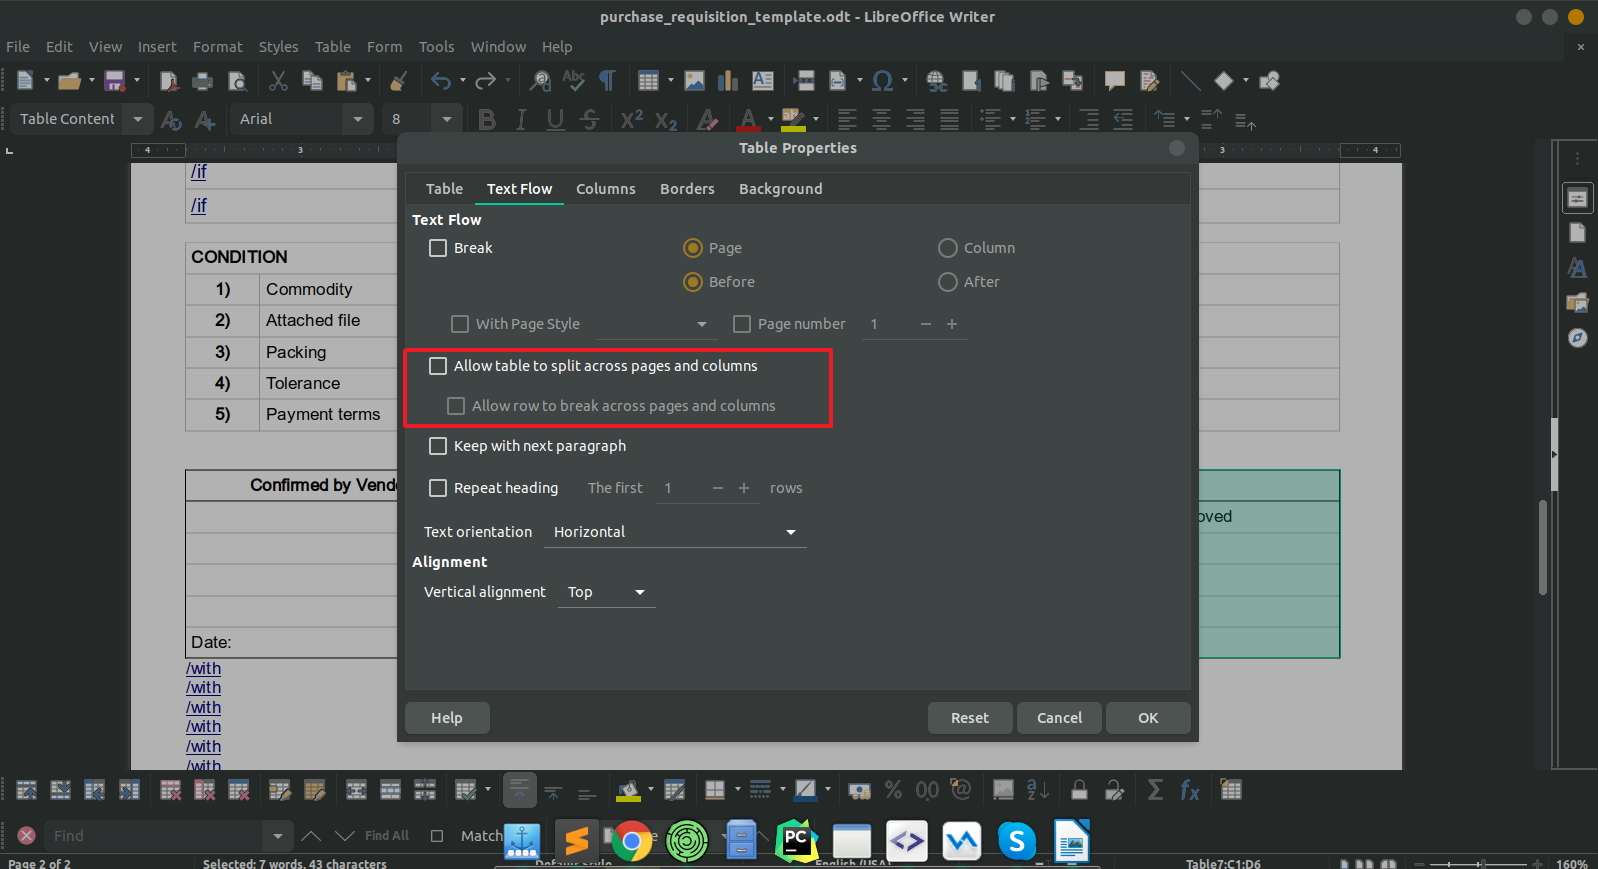 purchase_requisition_template.odt - LibreOffice Writer
File Edit View Insert Format Styles Table Form Tools Window Help
Table Content Arial 8
4 3 3 4
/if
/if
CONDITION
1) Commodity
2) Attached file
3) Packing
4) Tolerance
5) Payment terms
Confirmed by Vend
oved
Date:
/with
/with
/with
/with
/with
/with
Table Properties
Table Text Flow Columns Borders Background
Text Flow
Break Page Column
Before After
With Page Style Page number 1
Allow table to split across pages and columns
Allow row to break across pages and columns
Keep with next paragraph
Repeat heading The first 1 rows
Text orientation Horizontal
Alignment
Vertical alignment Top
Help Reset Cancel OK
Find Find All Match
PC
Page 2 of 2 Selected: 7 words, 43 characters Default Style English (USA) Table7:C1:D6 160%